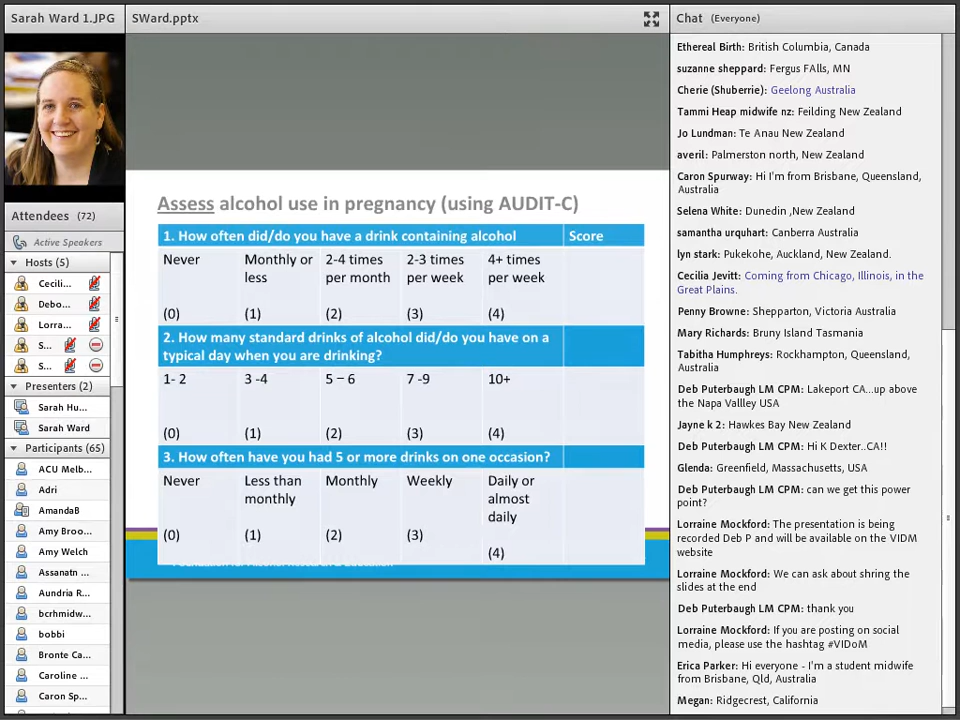 Sarah Ward 1.JPG
SWard.pptx
Chat (Everyone)
Attendees (72)
Active Speakers
Hosts (5)
Cecili...
Debo...
Lorra...
S...
S...
Presenters (2)
Sarah Hu...
Sarah Ward
Participants (65)
ACU Melb...
Adri
AmandaB
Amy Broo...
Amy Welch
Assanatn ...
Aundria R...
bcrhmidw...
bobbi
Bronte Ca...
Caroline ...
Caron Sp...
Assess alcohol use in pregnancy (using AUDIT-C)
1. How often did/do you have a drink containing alcohol Score
Never Monthly or 2-4 times 2-3 times 4+ times
less per month per week per week
(0) (1) (2) (3) (4)
2. How many standard drinks of alcohol did/do you have on a
typical day when you are drinking?
1- 2 3 -4 5 – 6 7 -9 10+
(0) (1) (2) (3) (4)
3. How often have you had 5 or more drinks on one occasion?
Never Less than Monthly Weekly Daily or
monthly almost
daily
(0) (1) (2) (3)
(4)
Ethereal Birth: British Columbia, Canada
suzanne sheppard: Fergus FAlls, MN
Cherie (Shuberrie): Geelong Australia
Tammi Heap midwife nz: Feilding New Zealand
Jo Lundman: Te Anau New Zealand
averil: Palmerston north, New Zealand
Caron Spurway: Hi I'm from Brisbane, Queensland,
Australia
Selena White: Dunedin ,New Zealand
samantha urquhart: Canberra Australia
lyn stark: Pukekohe, Auckland, New Zealand.
Cecilia Jevitt: Coming from Chicago, Illinois, in the
Great Plains.
Penny Browne: Shepparton, Victoria Australia
Mary Richards: Bruny Island Tasmania
Tabitha Humphreys: Rockhampton, Queensland,
Australia
Deb Puterbaugh LM CPM: Lakeport CA...up above
the Napa Vallley USA
Jayne k 2: Hawkes Bay New Zealand
Deb Puterbaugh LM CPM: Hi K Dexter..CA!!
Glenda: Greenfield, Massachusetts, USA
Deb Puterbaugh LM CPM: can we get this power
point?
Lorraine Mockford: The presentation is being
recorded Deb P and will be available on the VIDM
website
Lorraine Mockford: We can ask about shring the
slides at the end
Deb Puterbaugh LM CPM: thank you
Lorraine Mockford: If you are posting on social
media, please use the hashtag #VIDoM
Erica Parker: Hi everyone - I'm a student midwife
from Brisbane, Qld, Australia
Megan: Ridgecrest, California